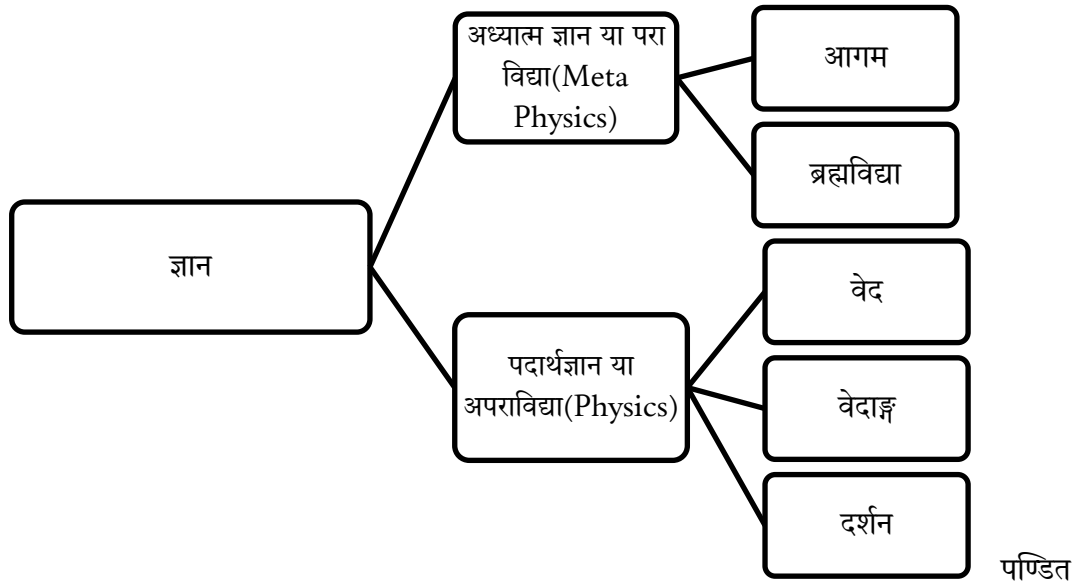 ज्ञान
अध्यात्म ज्ञान या परा
विद्या(Meta
Physics)
आगम
ब्रह्मविद्या
पदार्थज्ञान या
अपराविद्या(Physics)
वेद
वेदाङ्ग
दर्शन
पण्डित